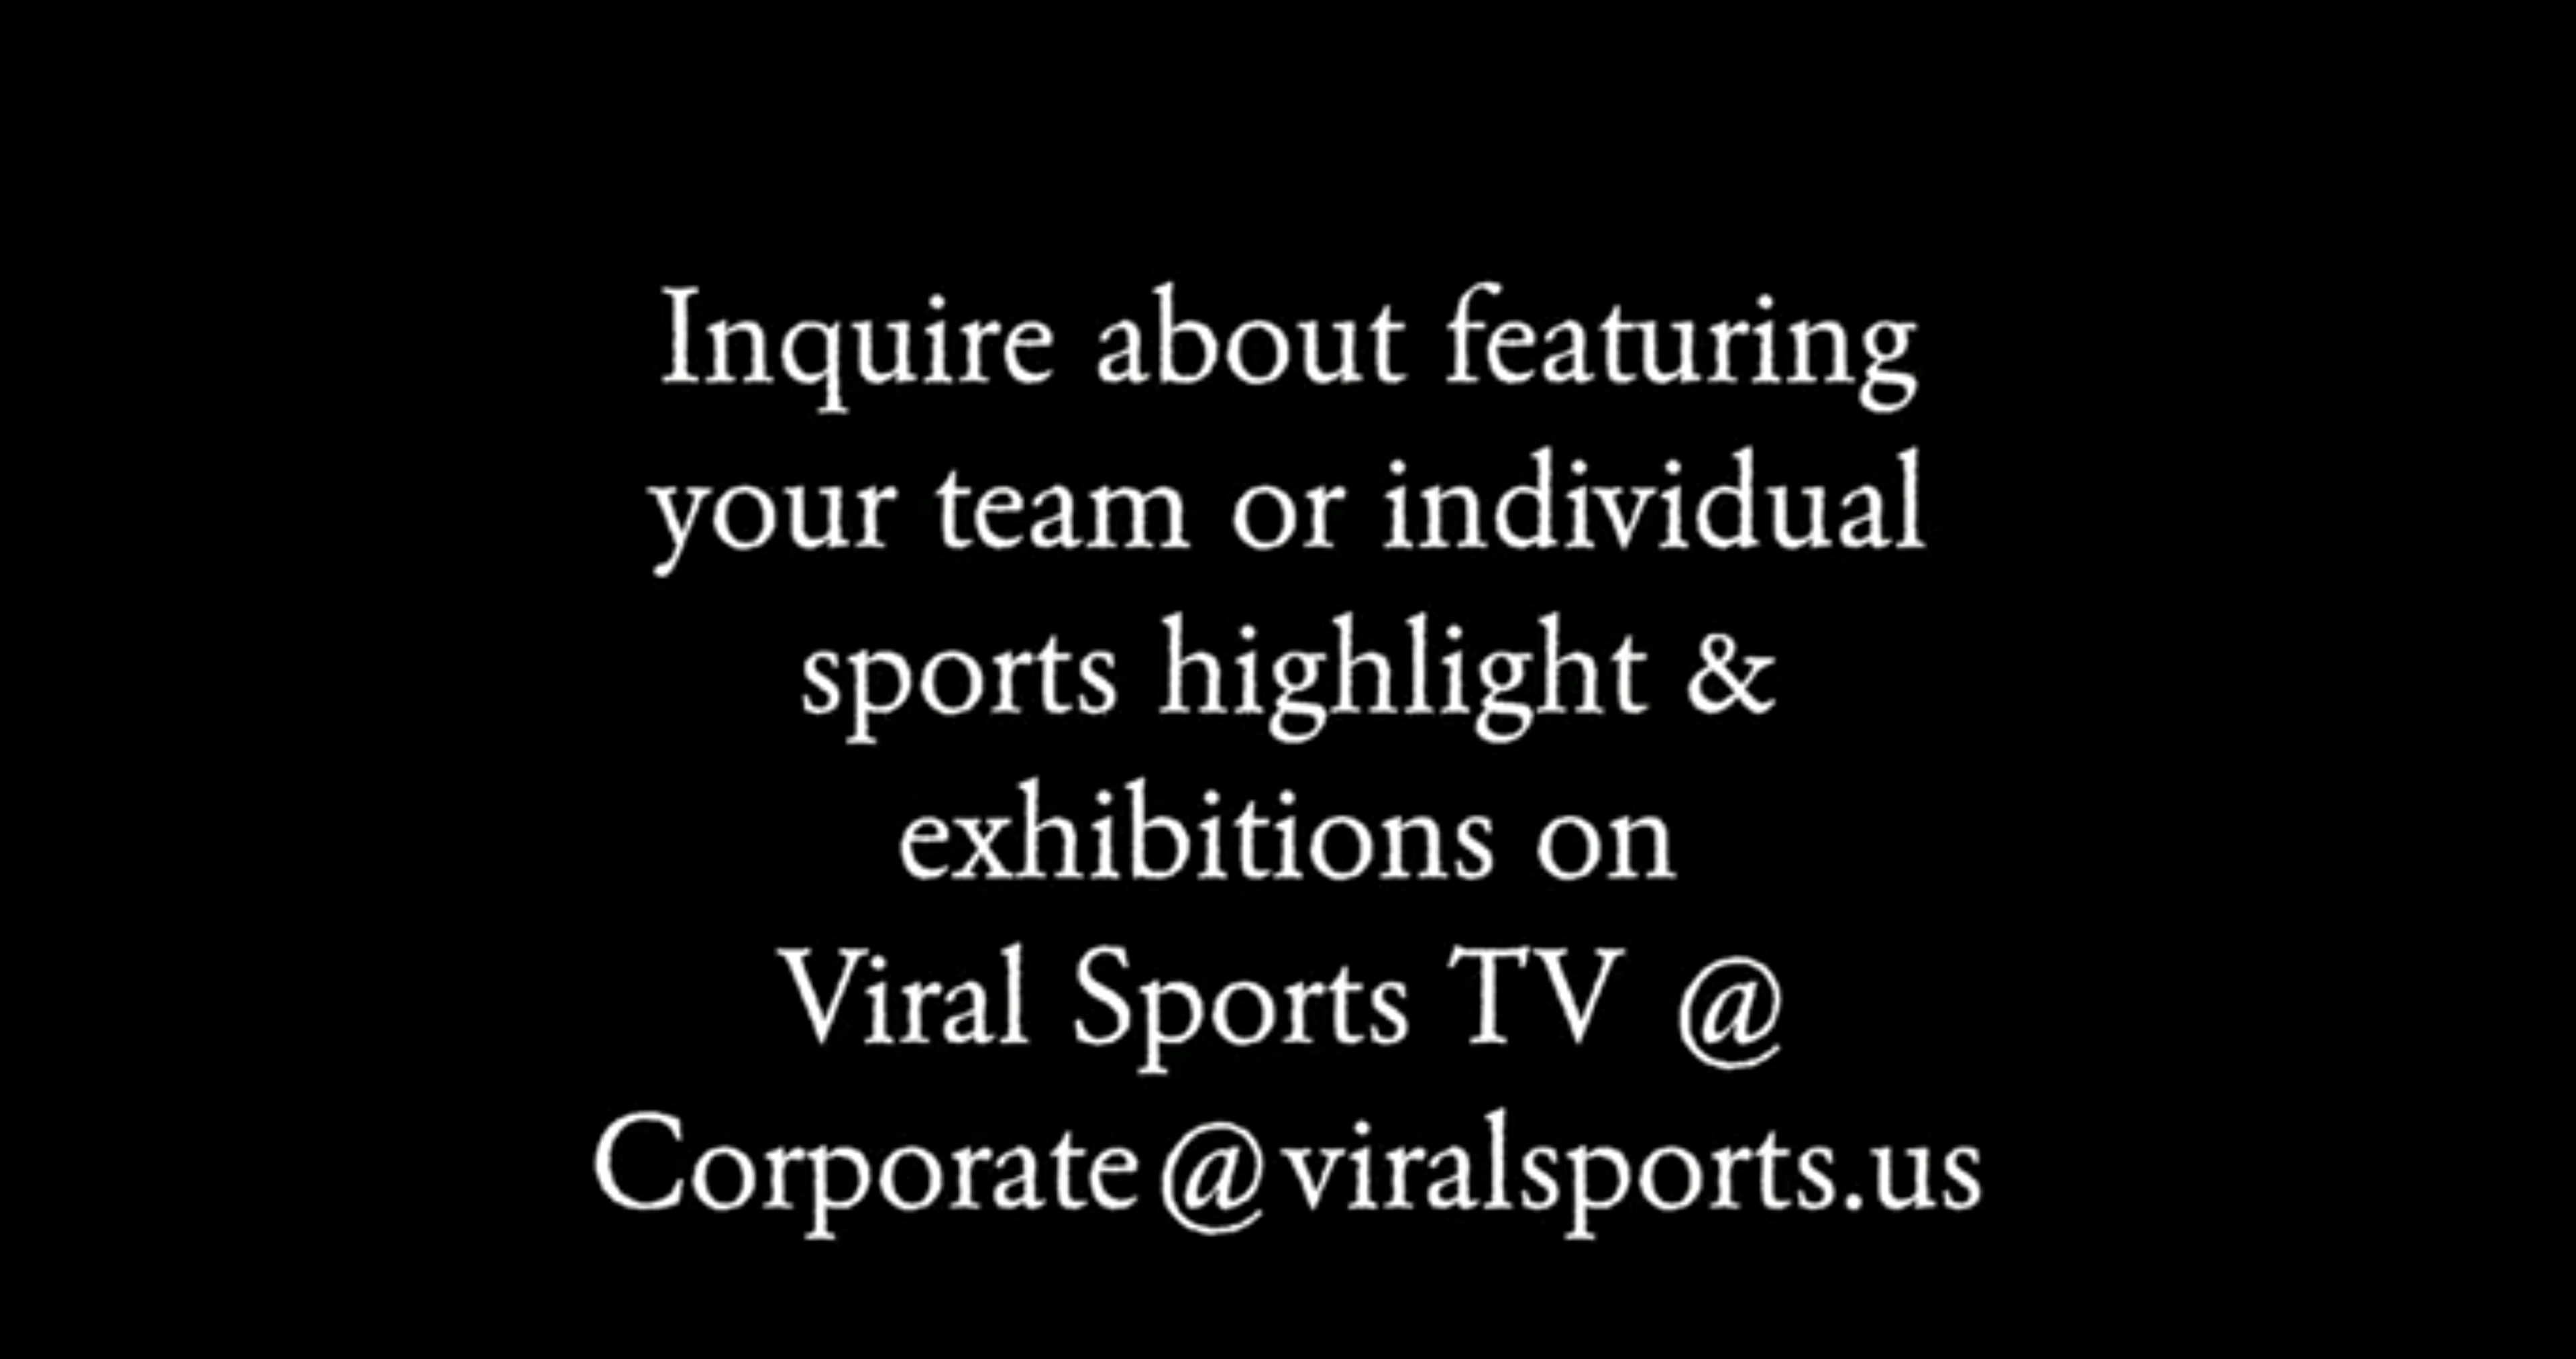 Inquire about featuring
your team or individual
sports highlight &
exhibitions on
Viral Sports TV @
Corporate@viralsports.us